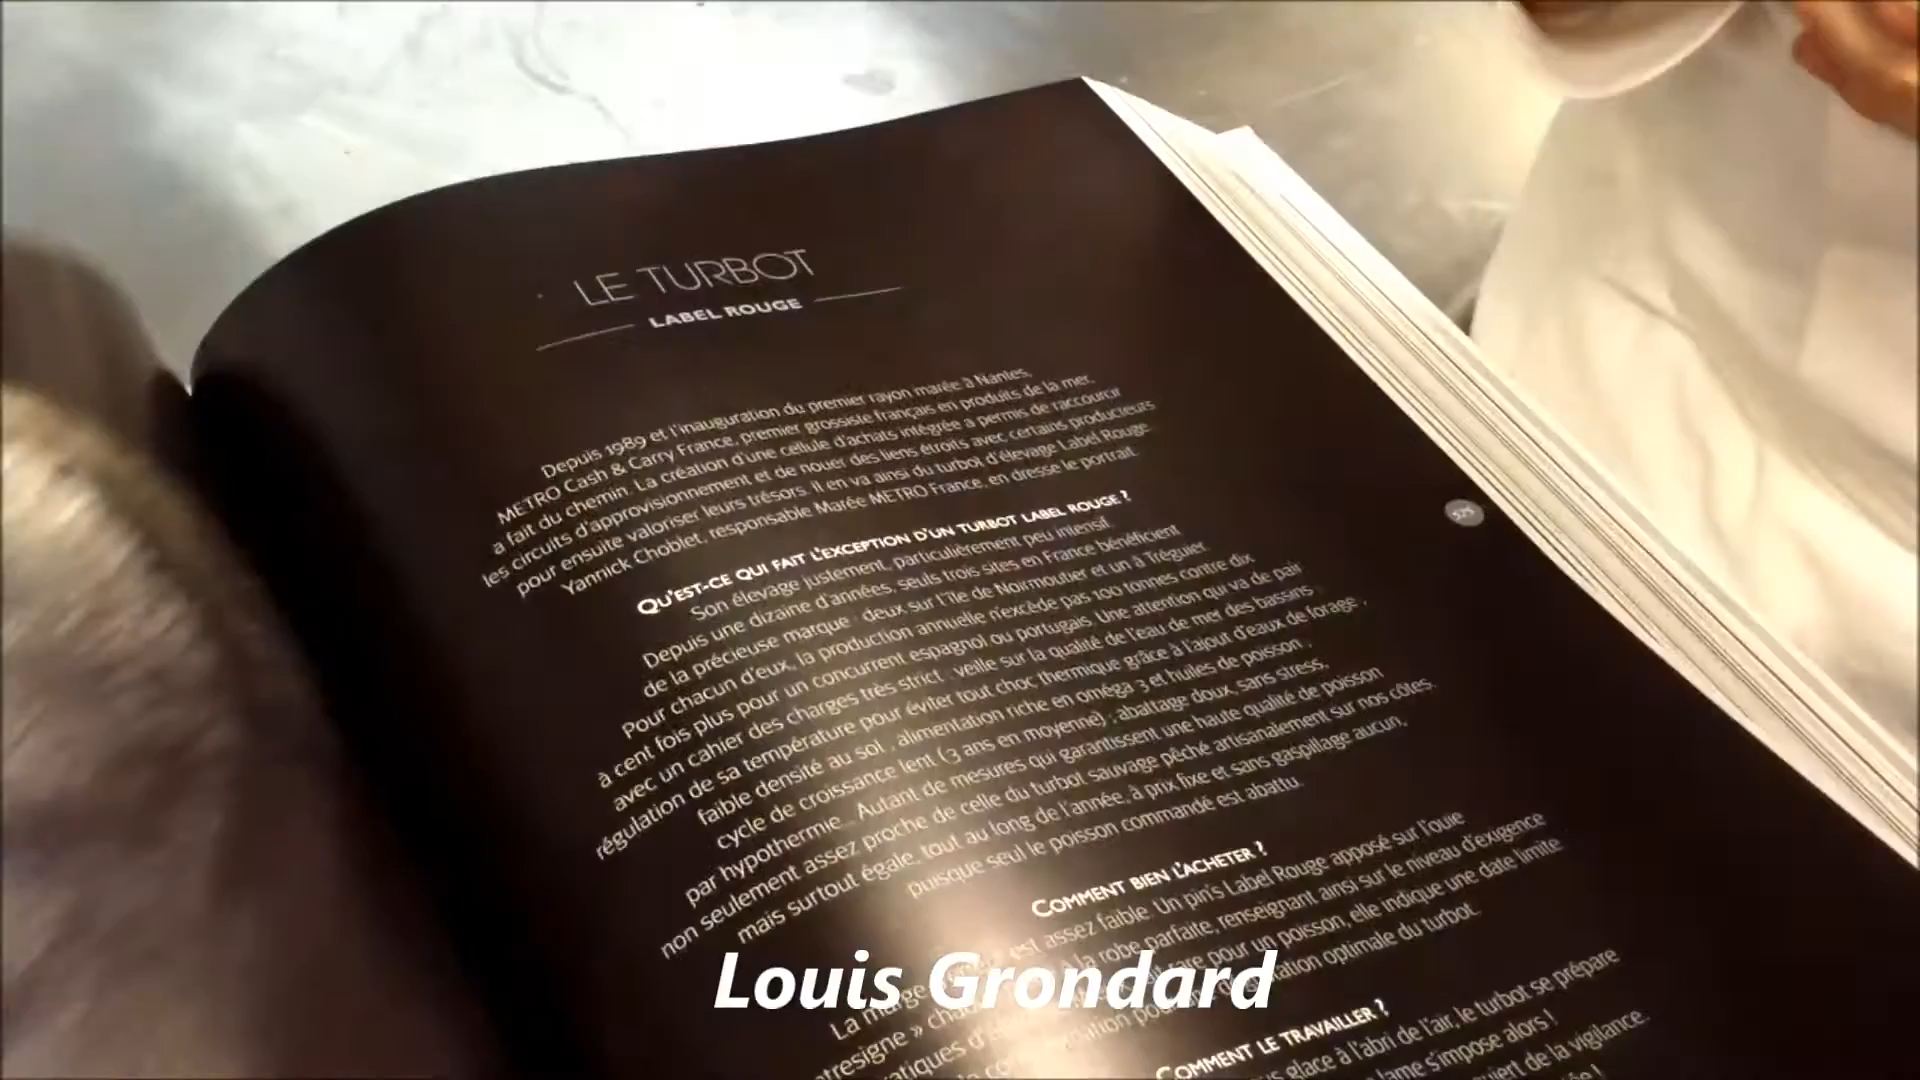 LE TURBOT
LABEL ROUGE
Depuis 1989 et l'inauguration du premier rayon marée à Nantes,
METRO Cash & Carry France, premier grossiste français en produits de la mer,
a fait du chemin. La création d'une cellule d'achats intégrée a permis de raccourcir
les circuits d'approvisionnement et de nouer des liens étroits avec certains producteurs
pour ensuite valoriser leurs trésors. Il en va ainsi du turbot d'élevage Label Rouge.
Yannick Choblet, responsable Marée METRO France, en dresse le portrait.
QU'EST-CE QUI FAIT L'EXCEPTION D'UN TURBOT LABEL ROUGE ?
Son élevage justement, particulièrement peu intensif.
Depuis une dizaine d'années, seuls trois sites en France bénéficient
de la précieuse marque : deux sur l'île de Noirmoutier et un à Tréguier.
Pour chacun d'eux, la production annuelle n'excède pas 100 tonnes contre dix
à cent fois plus pour un concurrent espagnol ou portugais. Une attention qui va de pair
avec un cahier des charges très strict : veille sur la qualité de l'eau de mer des bassins,
régulation de sa température pour éviter tout choc thermique grâce à l'ajout d'eaux de forage ;
faible densité au sol ; alimentation riche en oméga 3 et huiles de poisson ;
cycle de croissance lent (3 ans en moyenne) ; abattage doux, sans stress,
par hypothermie... Autant de mesures qui garantissent une haute qualité de poisson
non seulement assez proche de celle du turbot sauvage pêché artisanalement sur nos côtes,
mais surtout égale, tout au long de l'année, à prix fixe et sans gaspillage aucun,
puisque seul le poisson commandé est abattu.
COMMENT BIEN L'ACHETER ?
La marge est assez faible. Un pin's Label Rouge apposé sur l'ouïe
à la robe parfaite, renseignant ainsi sur le niveau d'exigence
pour un poisson, elle indique une date limite
optimale du turbot.
COMMENT LE TRAVAILLER ?
glace à l'abri de l'air, le turbot se prépare
lame s'impose alors !
de la vigilance.
Louis Grondard